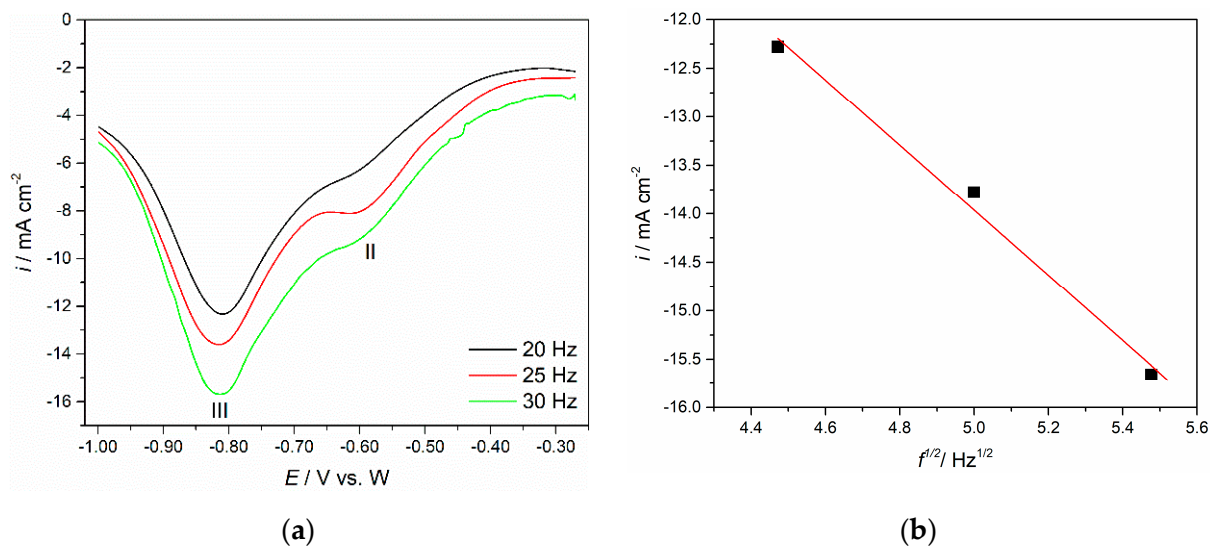 0
-2
-4
-6
-8
-10
-12
-14
-16
i / mA cm-2
-1.00 -0.90 -0.80 -0.70 -0.60 -0.50 -0.40 -0.30
E / V vs. W
II
III
20 Hz
25 Hz
30 Hz
(a)
-12.0
-12.5
-13.0
-13.5
-14.0
-14.5
-15.0
-15.5
-16.0
i / mA cm-2
4.4 4.6 4.8 5.0 5.2 5.4 5.6
f1/2/ Hz1/2
(b)